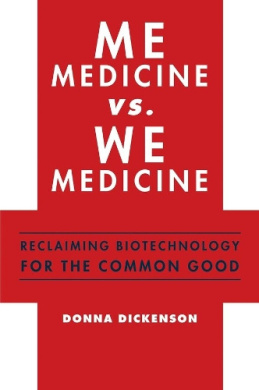 ME
MEDICINE
vs.
WE
MEDICINE
RECLAIMING BIOTECHNOLOGY
FOR THE COMMON GOOD
DONNA DICKENSON